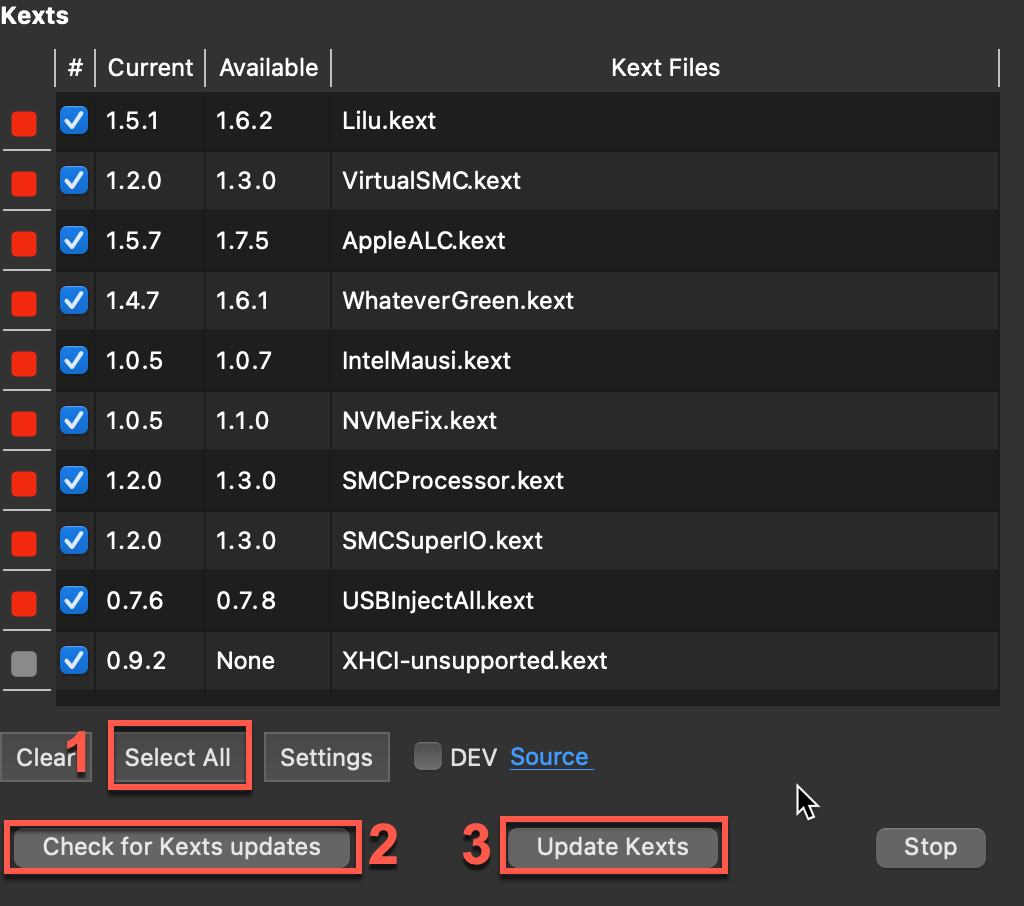 Kexts
# Current Available Kext Files
1.5.1 1.6.2 Lilu.kext
1.2.0 1.3.0 VirtualSMC.kext
1.5.7 1.7.5 AppleALC.kext
1.4.7 1.6.1 WhateverGreen.kext
1.0.5 1.0.7 IntelMausi.kext
1.0.5 1.1.0 NVMeFix.kext
1.2.0 1.3.0 SMCProcessor.kext
1.2.0 1.3.0 SMCSuperIO.kext
0.7.6 0.7.8 USBInjectAll.kext
0.9.2 None XHCI-unsupported.kext
Clear 1 Select All Settings DEV Source
Check for Kexts updates 2 3 Update Kexts Stop